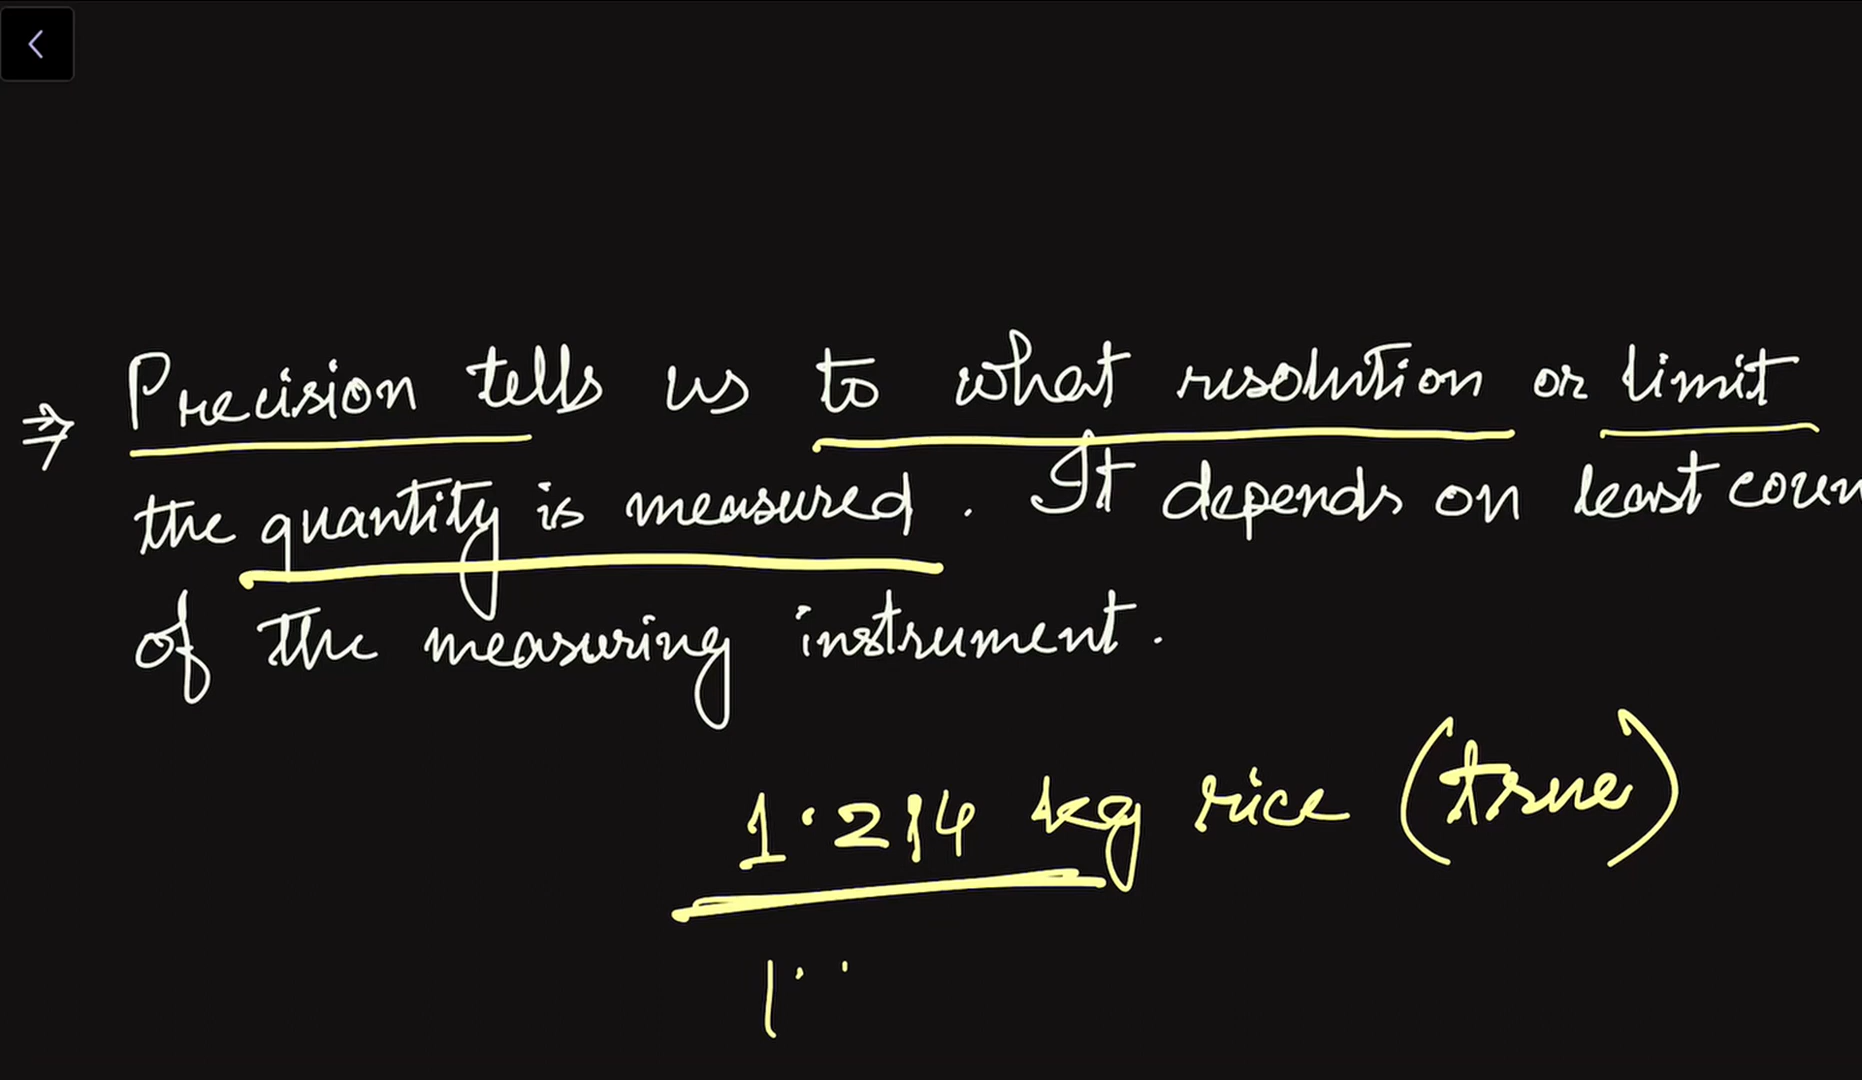 ⇒ Precision tells us to what resolution or limit
the quantity is measured. It depends on least coun
of the measuring instrument.
1.214 kg rice (true)
1.